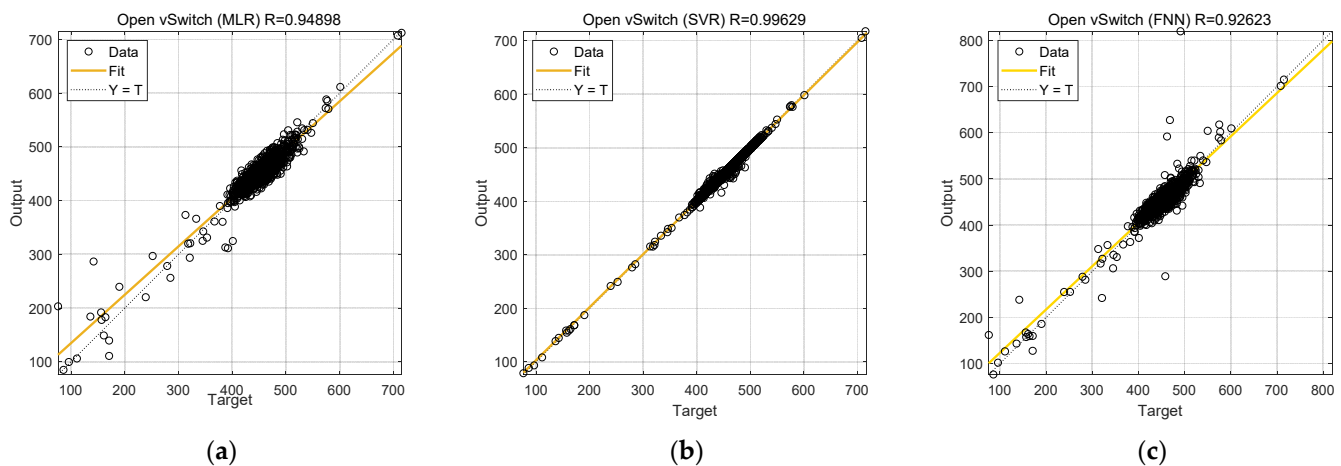 Open vSwitch (MLR) R=0.94898
Data
Fit
Y = T
700
600
500
400
300
200
100
Output
100 200 300 400 500 600 700
Target
(a)
Open vSwitch (SVR) R=0.99629
Data
Fit
Y = T
700
600
500
400
300
200
100
Output
100 200 300 400 500 600 700
Target
(b)
Open vSwitch (FNN) R=0.92623
Data
Fit
Y = T
800
700
600
500
400
300
200
100
Output
100 200 300 400 500 600 700 800
Target
(c)